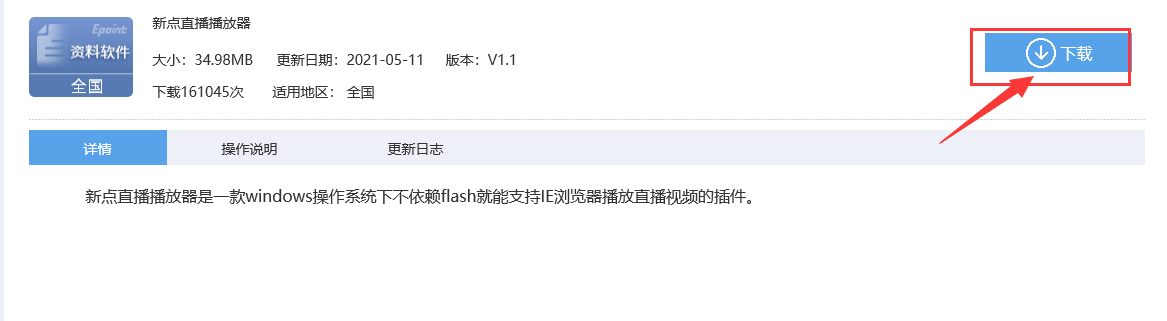 Epoint
资料软件
全国
新点直播播放器
大小：34.98MB 更新日期：2021-05-11 版本：V1.1
下载161045次 适用地区： 全国
下载
详情 操作说明 更新日志
新点直播播放器是一款windows操作系统下不依赖flash就能支持IE浏览器播放直播视频的插件。